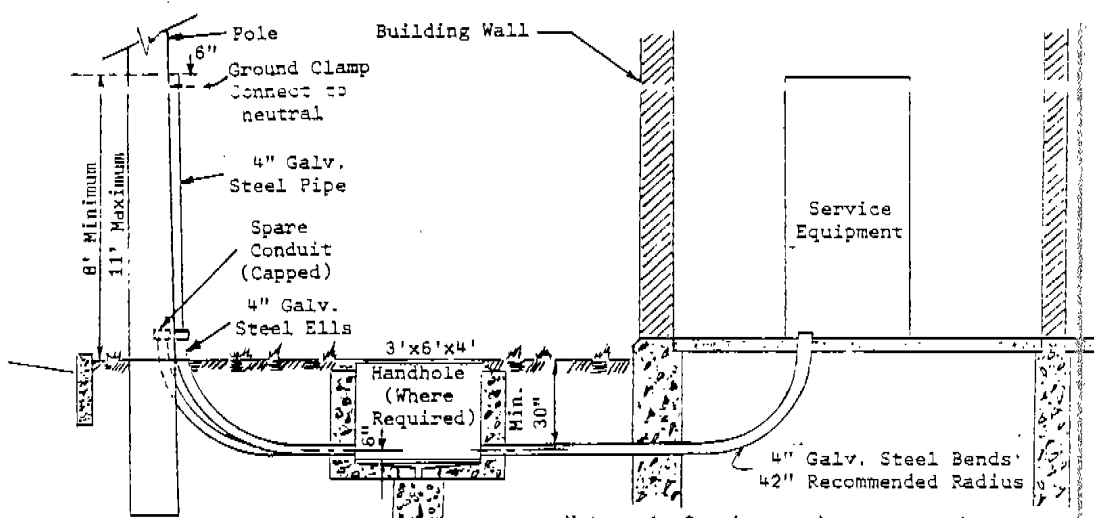 Pole
6"
Ground Clamp
Connect to
neutral
Building Wall
8' Minimum
11' Maximum
4" Galv.
Steel Pipe
Spare
Conduit
(Capped)
4" Galv.
Steel Ells
Service
Equipment
3'x6'x4'
Handhole
(Where
Required)
6"
Min.
30"
4" Galv. Steel Bends
42" Recommended Radius